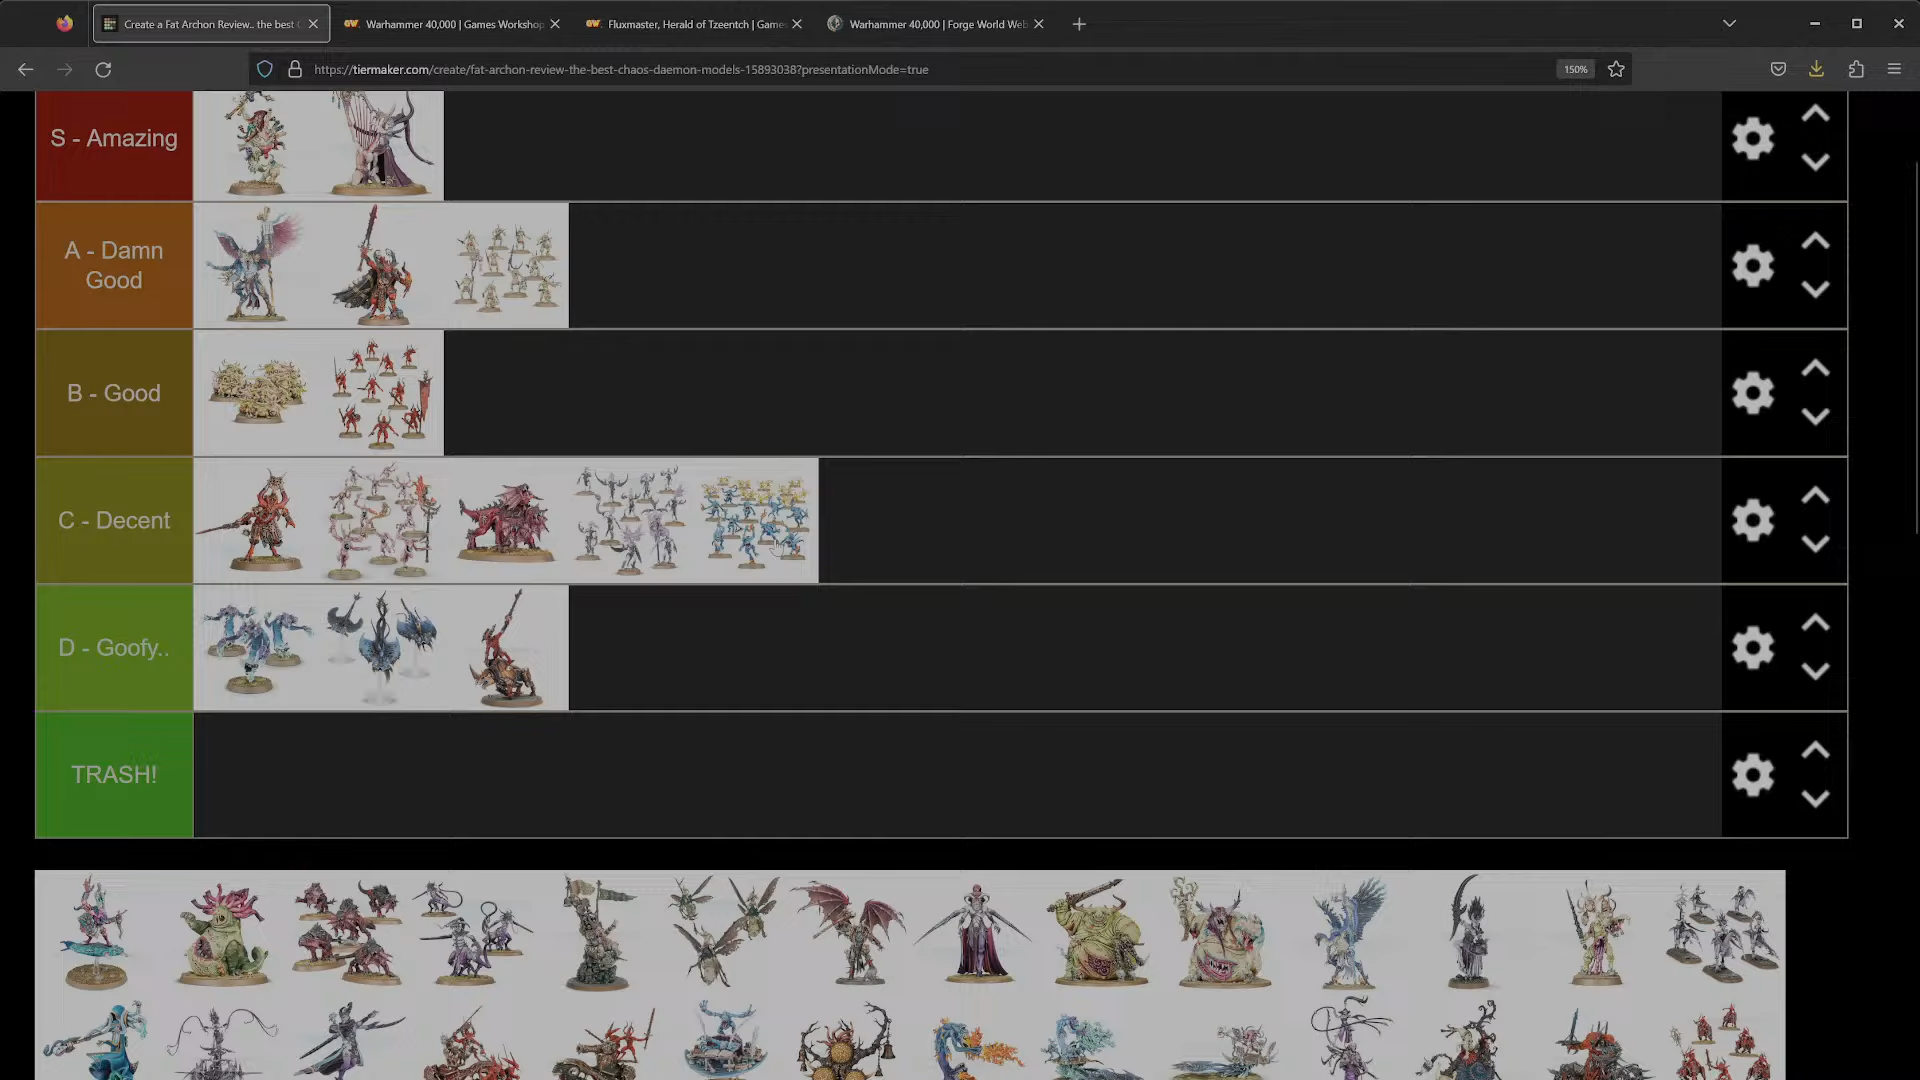 Create a Fat Archon Review.. the best C
Warhammer 40,000 | Games Workshop
Fluxmaster, Herald of Tzeentch | Game
Warhammer 40,000 | Forge World Web
https://tiermaker.com/create/fat-archon-review-the-best-chaos-daemon-models-15893038?presentationMode=true
150%
S - Amazing
A - Damn
Good
B - Good
C - Decent
D - Goofy..
TRASH!